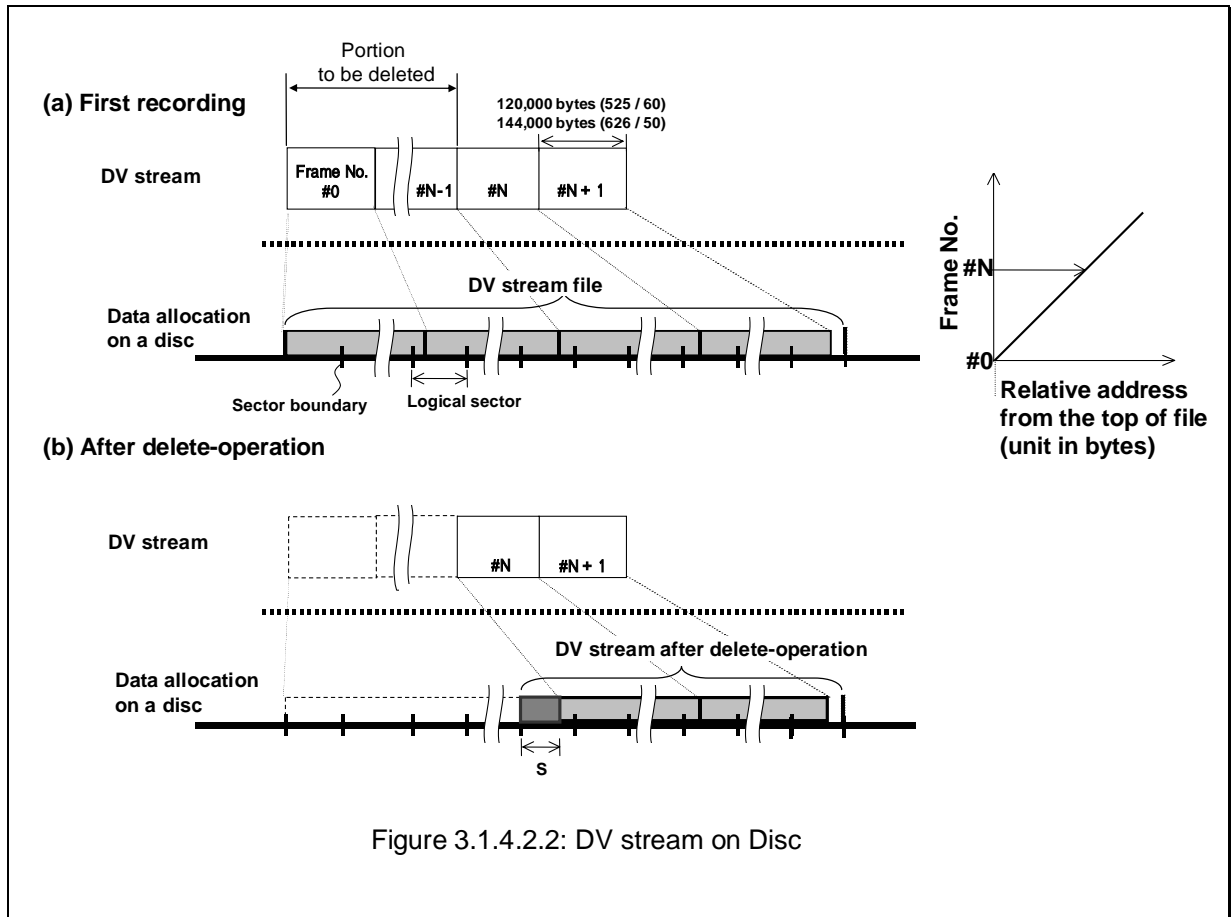 Portion
to be deleted
(a) First recording
120,000 bytes (525 / 60)
144,000 bytes (626 / 50)
DV stream
Frame No.
#0
#N-1
#N
#N + 1
DV stream file
Data allocation
on a disc
Sector boundary
Logical sector
Frame No.
#N
#0
Relative address
from the top of file
(unit in bytes)
(b) After delete-operation
DV stream
#N
#N + 1
DV stream after delete-operation
Data allocation
on a disc
S
Figure 3.1.4.2.2: DV stream on Disc